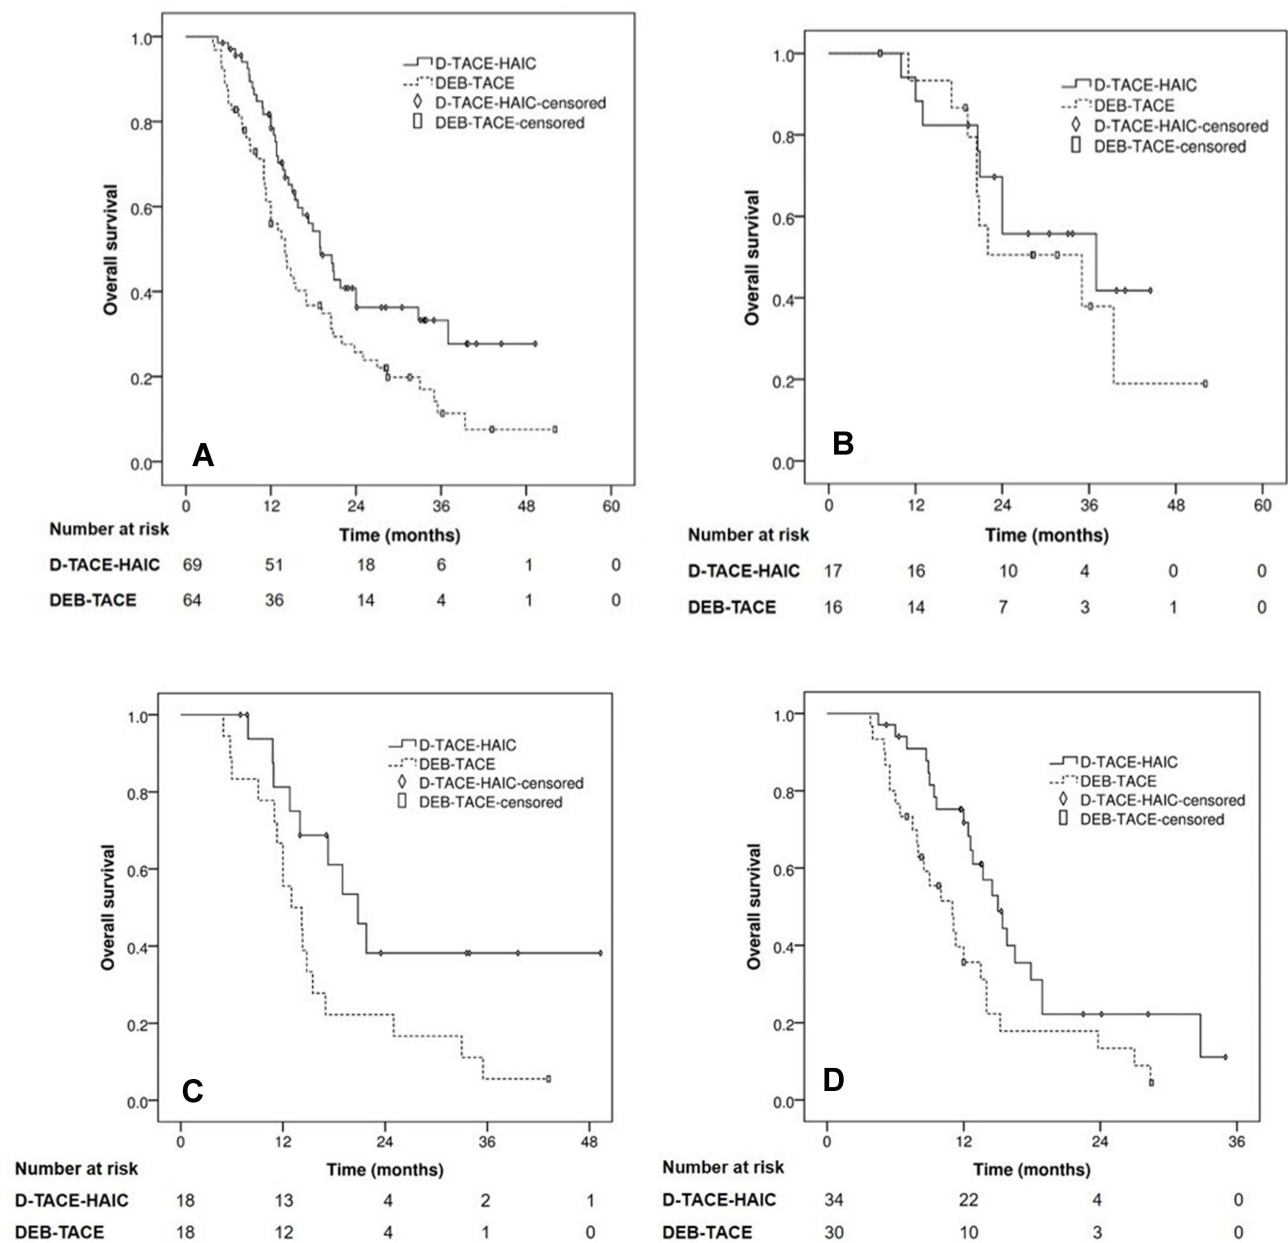 D-TACE-HAIC
DEB-TACE
D-TACE-HAIC-censored
DEB-TACE-censored
Overall survival
1.0
0.8
0.6
0.4
0.2
0.0
A
0 12 24 36 48 60
Number at risk
Time (months)
D-TACE-HAIC 69 51 18 6 1 0
DEB-TACE 64 36 14 4 1 0
D-TACE-HAIC
DEB-TACE
D-TACE-HAIC-censored
DEB-TACE-censored
Overall survival
1.0
0.8
0.6
0.4
0.2
0.0
B
0 12 24 36 48 60
Number at risk
Time (months)
D-TACE-HAIC 17 16 10 4 0 0
DEB-TACE 16 14 7 3 1 0
D-TACE-HAIC
DEB-TACE
D-TACE-HAIC-censored
DEB-TACE-censored
Overall survival
1.0
0.8
0.6
0.4
0.2
0.0
C
0 12 24 36 48
Number at risk
Time (months)
D-TACE-HAIC 18 13 4 2 1
DEB-TACE 18 12 4 1 0
D-TACE-HAIC
DEB-TACE
D-TACE-HAIC-censored
DEB-TACE-censored
Overall survival
1.0
0.8
0.6
0.4
0.2
0.0
D
0 12 24 36
Number at risk
Time (months)
D-TACE-HAIC 34 22 4 0
DEB-TACE 30 10 3 0